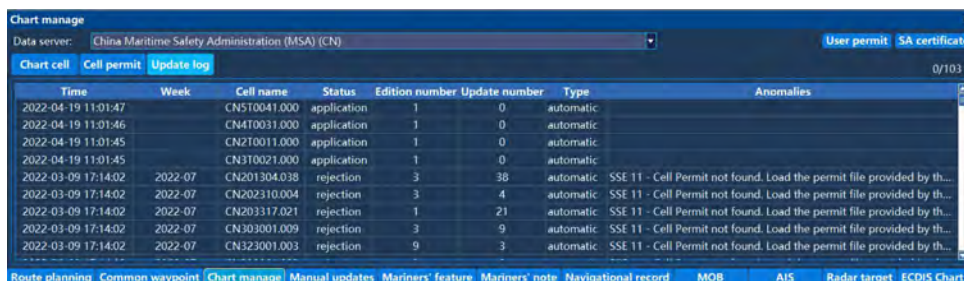 Chart manage
Data server: China Maritime Safety Administration (MSA) (CN) User permit SA certificate
Chart cell Cell permit Update log 0/103
Time Week Cell name Status Edition number Update number Type Anomalies
2022-04-19 11:01:47 CN5T0041.000 application 1 0 automatic
2022-04-19 11:01:46 CN4T0031.000 application 1 0 automatic
2022-04-19 11:01:45 CN2T0011.000 application 1 0 automatic
2022-04-19 11:01:45 CN3T0021.000 application 1 0 automatic
2022-03-09 17:14:02 2022-07 CN201304.038 rejection 3 38 automatic SSE 11 - Cell Permit not found. Load the permit file provided by th...
2022-03-09 17:14:02 2022-07 CN202310.004 rejection 3 4 automatic SSE 11 - Cell Permit not found. Load the permit file provided by th...
2022-03-09 17:14:02 2022-07 CN203317.021 rejection 1 21 automatic SSE 11 - Cell Permit not found. Load the permit file provided by th...
2022-03-09 17:14:02 2022-07 CN303001.009 rejection 3 9 automatic SSE 11 - Cell Permit not found. Load the permit file provided by th...
2022-03-09 17:14:02 2022-07 CN323001.003 rejection 9 3 automatic SSE 11 - Cell Permit not found. Load the permit file provided by th...
Route planning Common waypoint Chart manage Manual updates Mariners' feature Mariners' note Navigational record MOB AIS Radar target ECDIS Chart